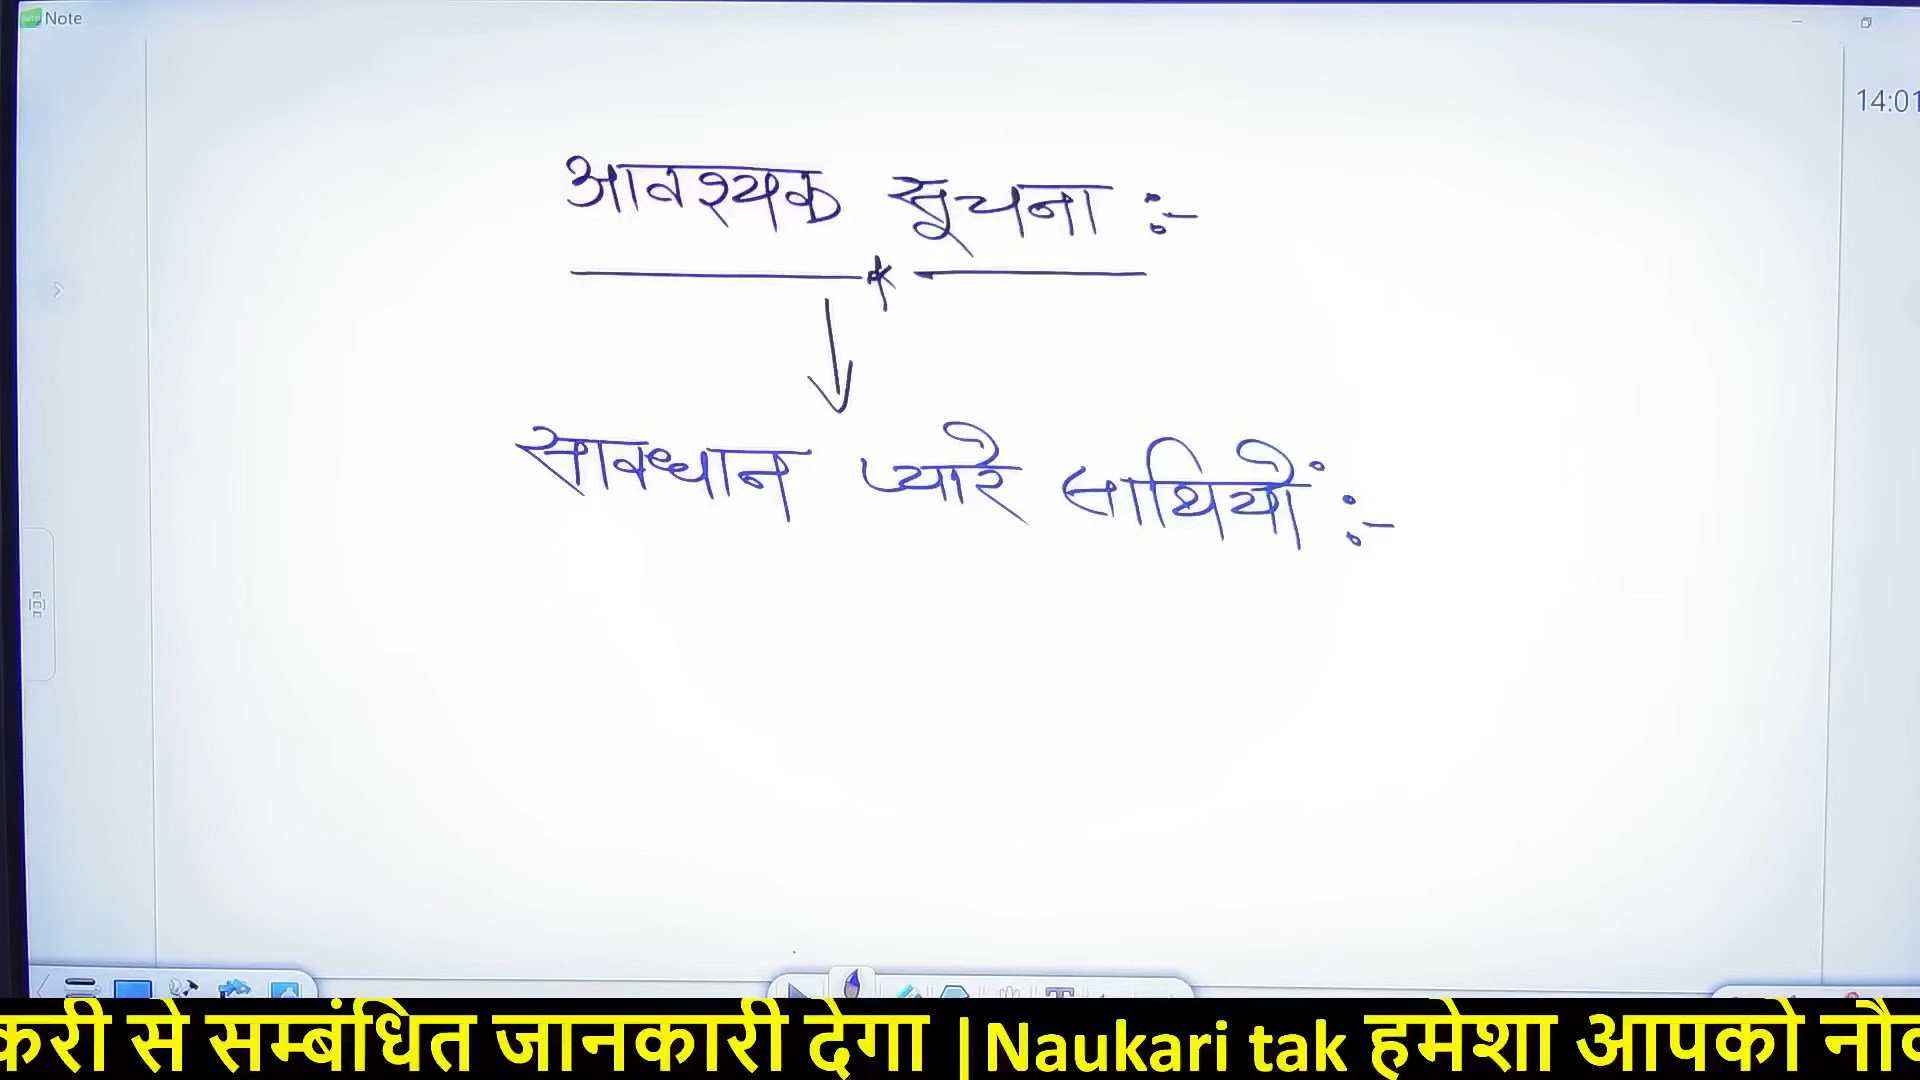 Note
14:01
आवश्यक सूचना :-
सावधान प्यारे साथियों :-
करी से सम्बंधित जानकारी देगा |Naukari tak हमेशा आपको नौक